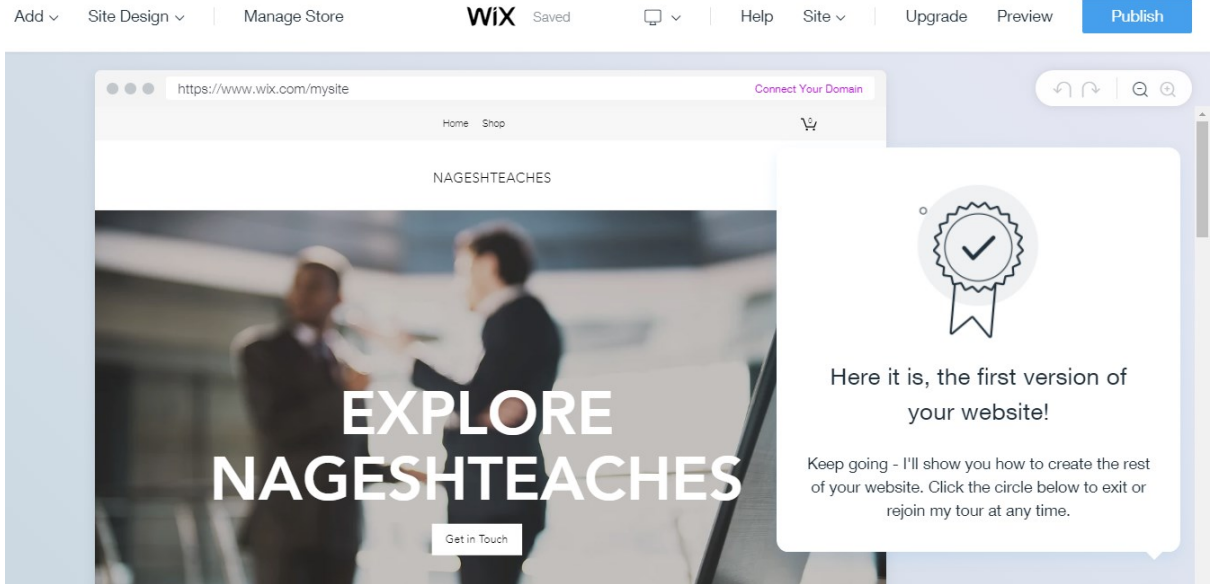 Add Site Design Manage Store WiX Saved Help Site Upgrade Preview Publish
https://www.wix.com/mysite Connect Your Domain
Home Shop 0
NAGESHTEACHES
EXPLORE
NAGESHTEACHES
Get in Touch
Here it is, the first version of
your website!
Keep going - I'll show you how to create the rest
of your website. Click the circle below to exit or
rejoin my tour at any time.